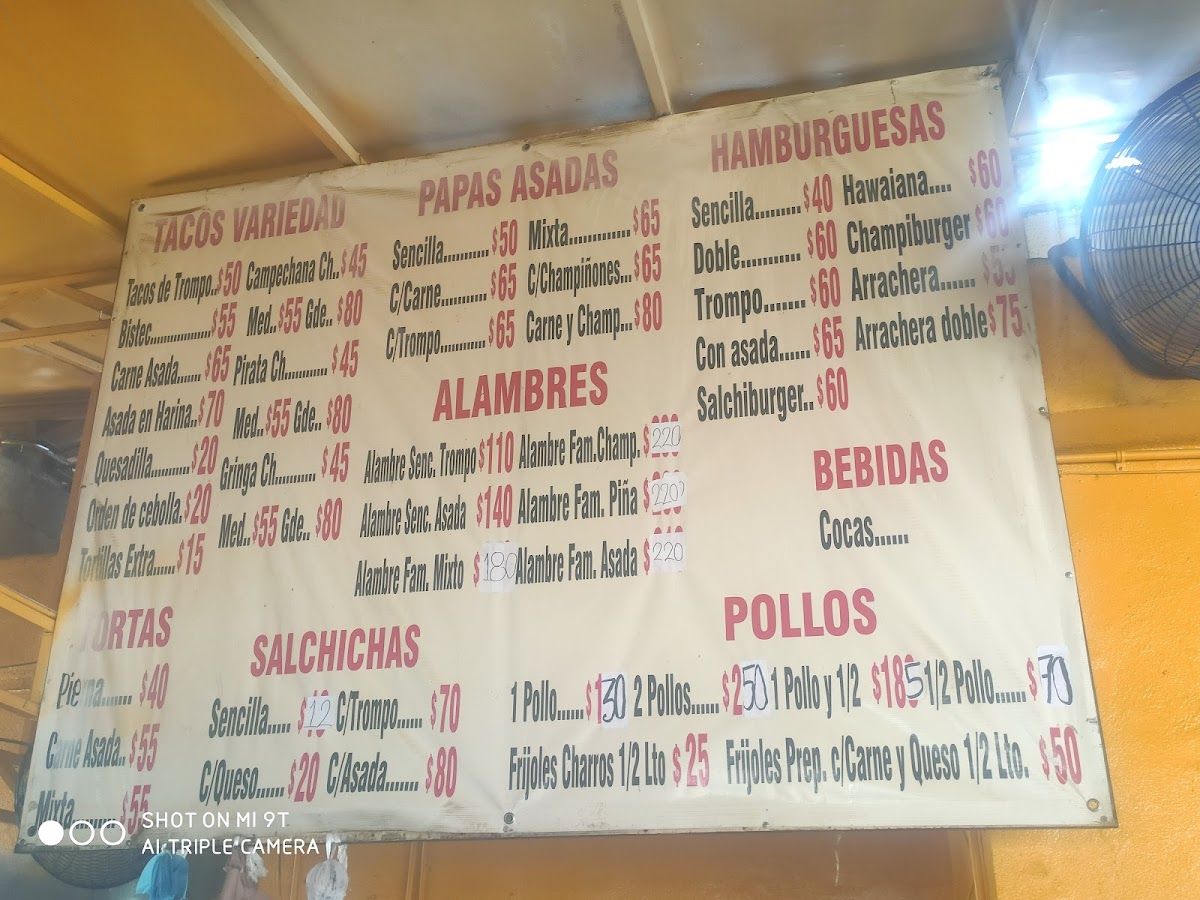 TACOS VARIEDAD
Tacos de Trompo..$50 Campechana Ch..$45
Bistec...............$55 Med..$55 Gde..$80
Carne Asada......$65 Pirata Ch............$45
Asada en Harina..$70 Med..$55 Gde..$80
Quesadilla..........$20 Gringa Ch..........$45
Orden de cebolla.$20 Med..$55 Gde..$80
Tortillas Extra.....$15
PAPAS ASADAS
Sencilla...........$50 Mixta.............$65
C/Carne...........$65 C/Champiñones...$65
C/Trompo...........$65 Carne y Champ...$80
HAMBURGUESAS
Sencilla.........$40 Hawaiana.... $60
Doble............$60 Champiburger $60
Trompo........$60 Arrachera....... $55
Con asada......$65 Arrachera doble $75
Salchiburger..$60
ALAMBRES
Alambre Senc. Trompo $110 Alambre Fam.Champ. $220
Alambre Senc. Asada $140 Alambre Fam. Piña $220
Alambre Fam. Mixto $180 Alambre Fam. Asada $220
BEBIDAS
Cocas......
TORTAS
Pierna....... $40
Carne Asada.. $55
Mixta....... $55
SALCHICHAS
Sencilla..... $12 C/Trompo...... $70
C/Queso......$20 C/Asada....... $80
POLLOS
1 Pollo......$130 2 Pollos......$250 1 Pollo y 1/2 $185 1/2 Pollo......$70
Frijoles Charros 1/2 Lto $25 Frijoles Prep. c/Carne y Queso 1/2 Lto. $50
SHOT ON MI 9T
AI TRIPLE CAMERA